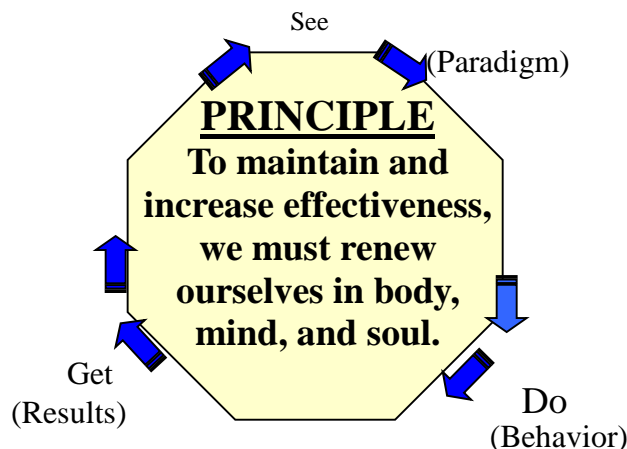 See
(Paradigm)
PRINCIPLE
To maintain and
increase effectiveness,
we must renew
ourselves in body,
mind, and soul.
Get
(Results)
Do
(Behavior)